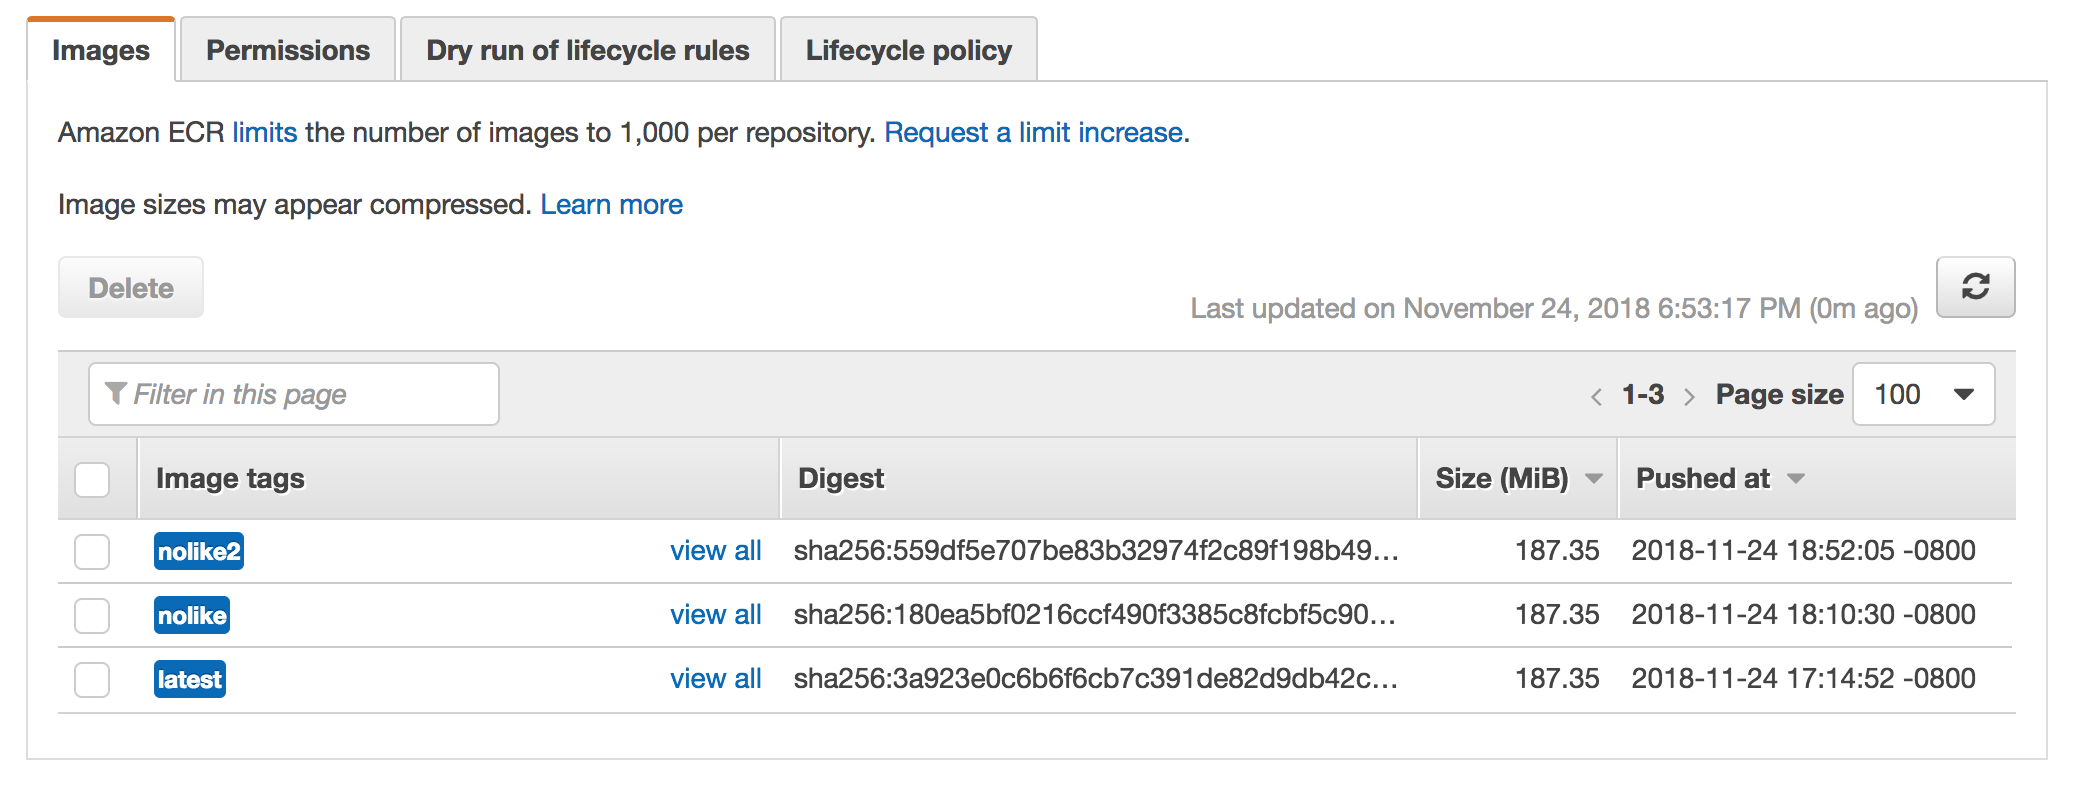 Images Permissions Dry run of lifecycle rules Lifecycle policy
Amazon ECR limits the number of images to 1,000 per repository. Request a limit increase.
Image sizes may appear compressed. Learn more
Delete
Last updated on November 24, 2018 6:53:17 PM (0m ago)
Filter in this page < 1-3 > Page size 100
Image tags Digest Size (MiB) Pushed at
nolike2 view all sha256:559df5e707be83b32974f2c89f198b49... 187.35 2018-11-24 18:52:05 -0800
nolike view all sha256:180ea5bf0216ccf490f3385c8fcbf5c90... 187.35 2018-11-24 18:10:30 -0800
latest view all sha256:3a923e0c6b6f6cb7c391de82d9db42c... 187.35 2018-11-24 17:14:52 -0800